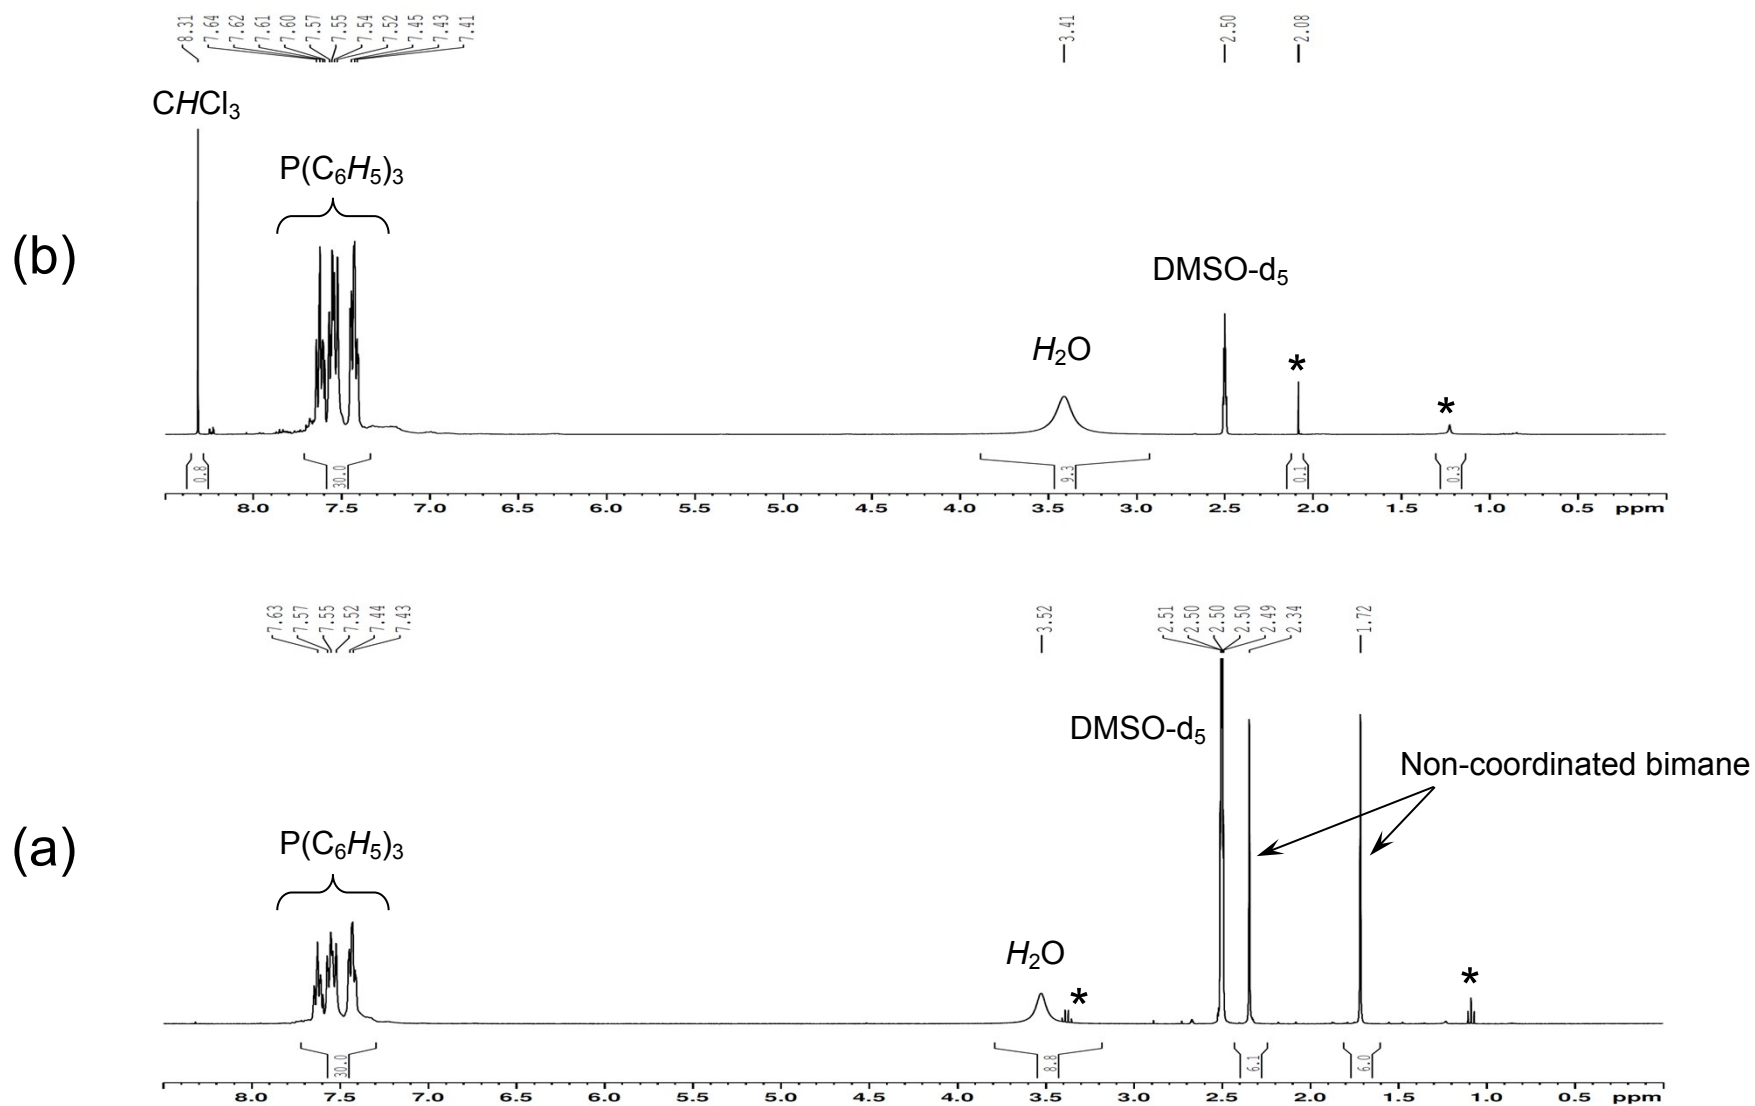 8.31 7.64 7.62 7.61 7.60 7.57 7.55 7.54 7.52 7.45 7.43 7.41 3.41 2.50 2.08
CHCl3
P(C6H5)3
(b)
DMSO-d5
H2O
*
*
0.8 30.0 9.3 0.1 0.3
8.0 7.5 7.0 6.5 6.0 5.5 5.0 4.5 4.0 3.5 3.0 2.5 2.0 1.5 1.0 0.5 ppm
7.63 7.57 7.55 7.52 7.44 7.43 3.52 2.51 2.50 2.50 2.50 2.49 2.34 1.72
DMSO-d5
Non-coordinated bimane
(a)
P(C6H5)3
H2O
*
*
30.0 8.8 6.1 6.0
8.0 7.5 7.0 6.5 6.0 5.5 5.0 4.5 4.0 3.5 3.0 2.5 2.0 1.5 1.0 0.5 ppm